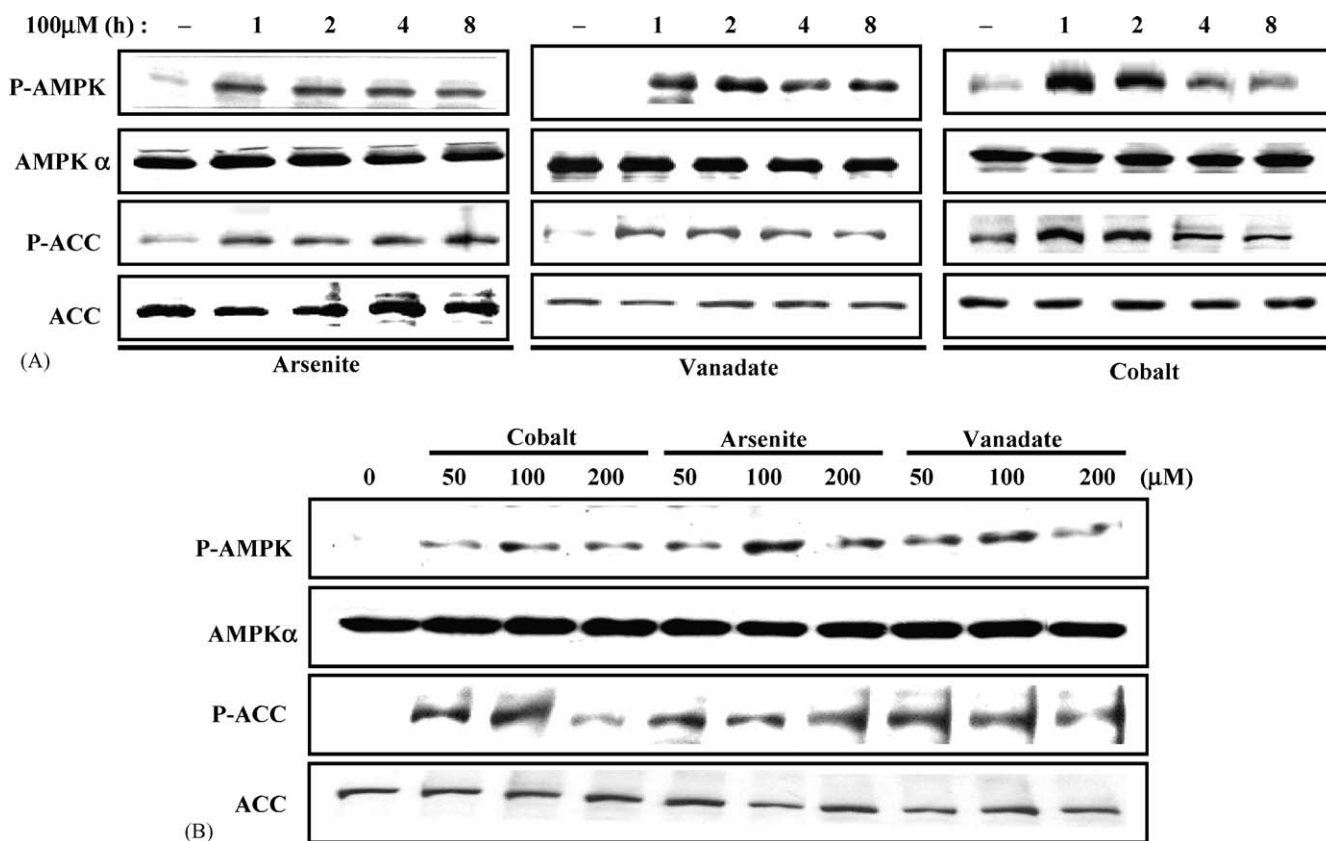 100μM (h) : – 1 2 4 8 – 1 2 4 8 – 1 2 4 8
P-AMPK
AMPK α
P-ACC
ACC
(A) Arsenite Vanadate Cobalt
Cobalt Arsenite Vanadate
0 50 100 200 50 100 200 50 100 200 (μM)
P-AMPK
AMPKα
P-ACC
ACC
(B)